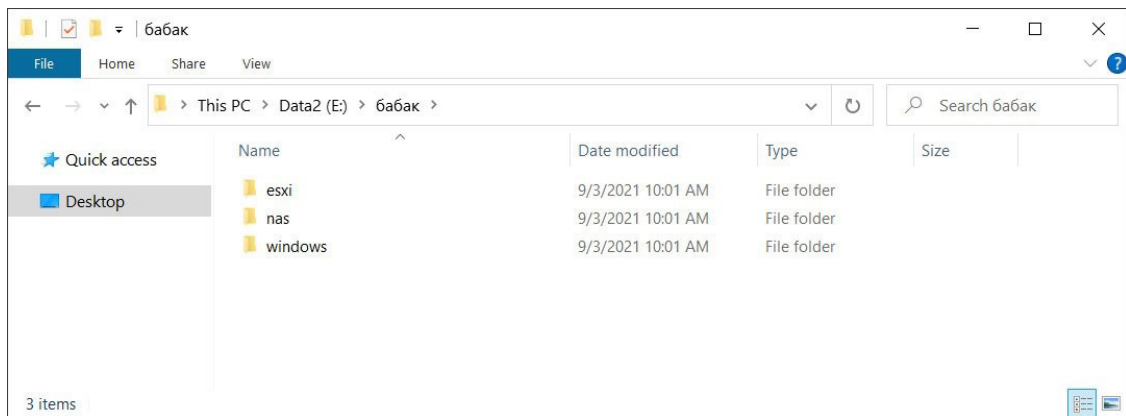 бабак
File Home Share View
This PC > Data2 (E:) > бабак >
Search бабак
Quick access
Desktop
Name Date modified Type Size
esxi 9/3/2021 10:01 AM File folder
nas 9/3/2021 10:01 AM File folder
windows 9/3/2021 10:01 AM File folder
3 items